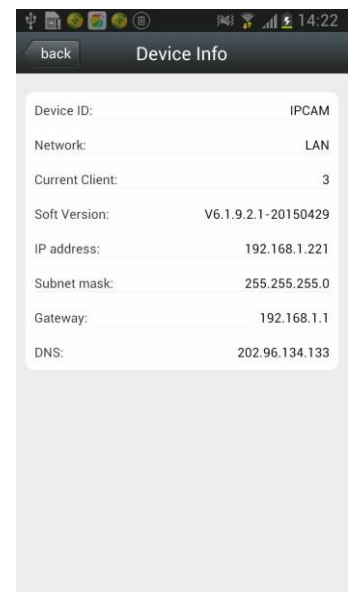 14:22
back Device Info
Device ID: IPCAM
Network: LAN
Current Client: 3
Soft Version: V6.1.9.2.1-20150429
IP address: 192.168.1.221
Subnet mask: 255.255.255.0
Gateway: 192.168.1.1
DNS: 202.96.134.133